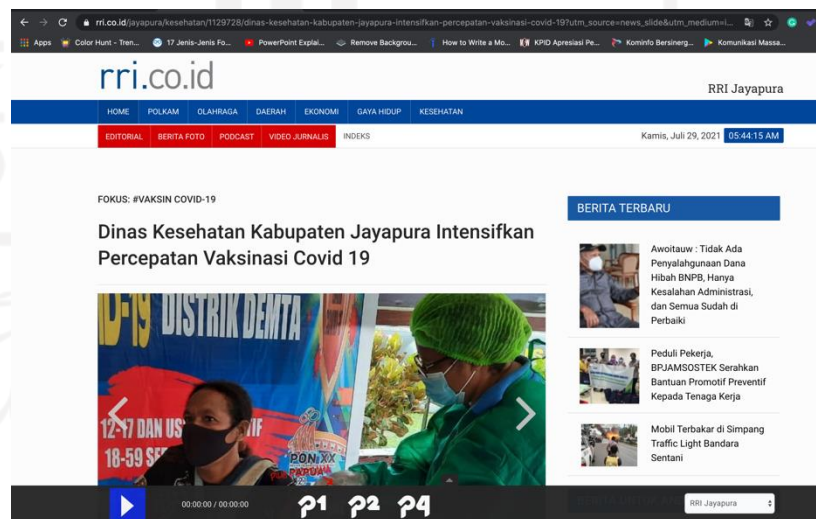 rri.co.id/jayapura/kesehatan/1129728/dinas-kesehatan-kabupaten-jayapura-intensifkan-percepatan-vaksinasi-covid-19?utm_source=news_slide&utm_medium=i...
Apps Color Hunt - Tren... 17 Jenis-Jenis Fo... PowerPoint Explai... Remove Backgrou... How to Write a Mo... KPID Apresiasi Pe... Kominfo Bersinerg... Komunikasi Massa...
rri.co.id
RRI Jayapura
HOME POLKAM OLAHRAGA DAERAH EKONOMI GAYA HIDUP KESEHATAN
EDITORIAL BERITA FOTO PODCAST VIDEO JURNALIS INDEKS
Kamis, Juli 29, 2021 05:44:15 AM
FOKUS: #VAKSIN COVID-19
Dinas Kesehatan Kabupaten Jayapura Intensifkan
Percepatan Vaksinasi Covid 19
ID-19 DISTRIK DEMTA
12-17 DAN US
18-59
PON XX
PAPUA
BERITA TERBARU
Awoitauw : Tidak Ada
Penyalahgunaan Dana
Hibah BNPB, Hanya
Kesalahan Administrasi,
dan Semua Sudah di
Perbaiki
Peduli Pekerja,
BPJAMSOSTEK Serahkan
Bantuan Promotif Preventif
Kepada Tenaga Kerja
Mobil Terbakar di Simpang
Traffic Light Bandara
Sentani
00:00:00 / 00:00:00
P1 P2 P4
RRI Jayapura